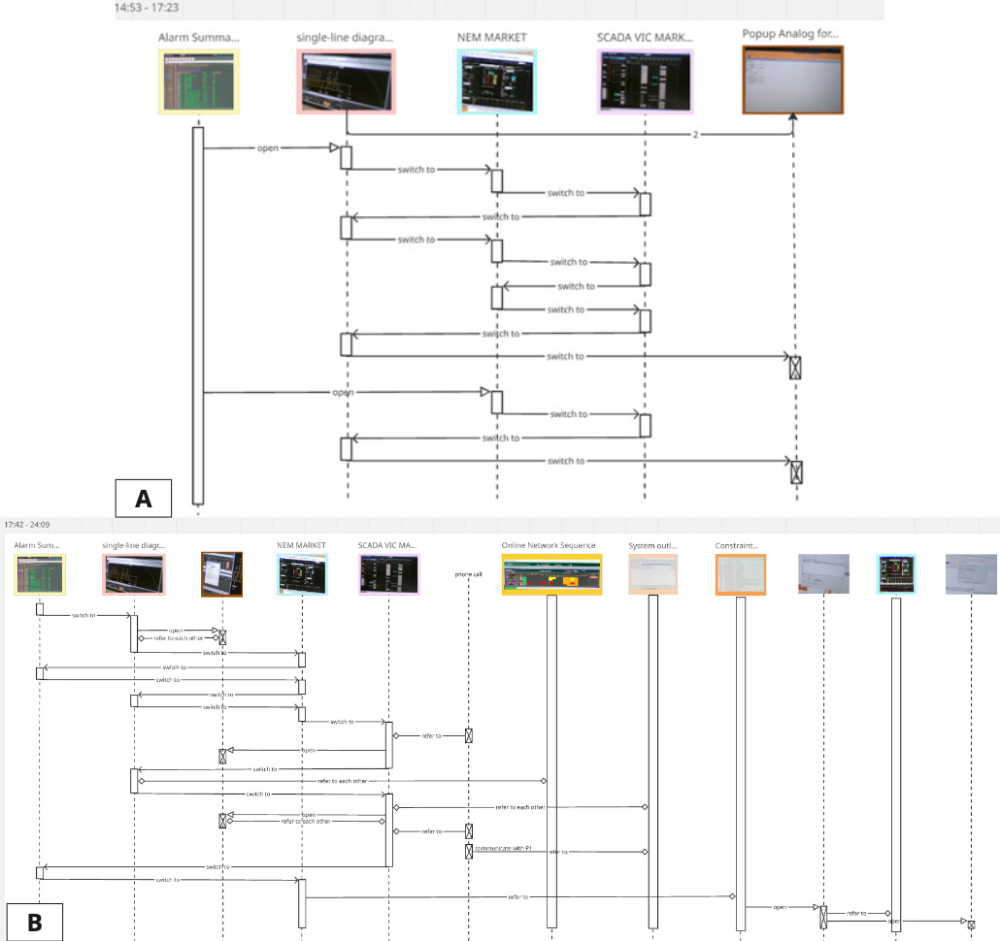 14:53 - 17:23
Alarm Summa...
single-line diagra...
NEM MARKET
SCADA VIC MARK...
Popup Analog for...
2
open
switch to
switch to
switch to
switch to
switch to
switch to
switch to
switch to
switch to
open
switch to
switch to
switch to
A
17:42 - 24:09
Alarm Sum...
single-line diagr...
NEM MARKET
SCADA VIC MA...
phone call
Online Network Sequence
System outl...
Constraint...
switch to
open
refer to each other
switch to
switch to
switch to
switch to
switch to
switch to
refer to
open
switch to
refer to each other
switch to
refer to each other
open
refer to each other
refer to
communicate with P1
refer to
switch to
switch to
refer to
open
refer to
open
B